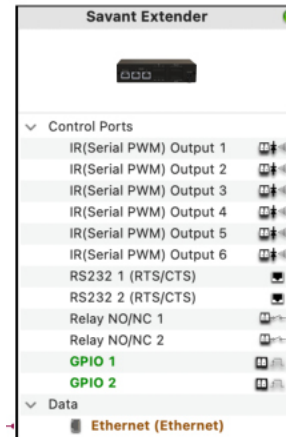 Savant Extender
Control Ports
IR(Serial PWM) Output 1
IR(Serial PWM) Output 2
IR(Serial PWM) Output 3
IR(Serial PWM) Output 4
IR(Serial PWM) Output 5
IR(Serial PWM) Output 6
RS232 1 (RTS/CTS)
RS232 2 (RTS/CTS)
Relay NO/NC 1
Relay NO/NC 2
GPIO 1
GPIO 2
Data
Ethernet (Ethernet)